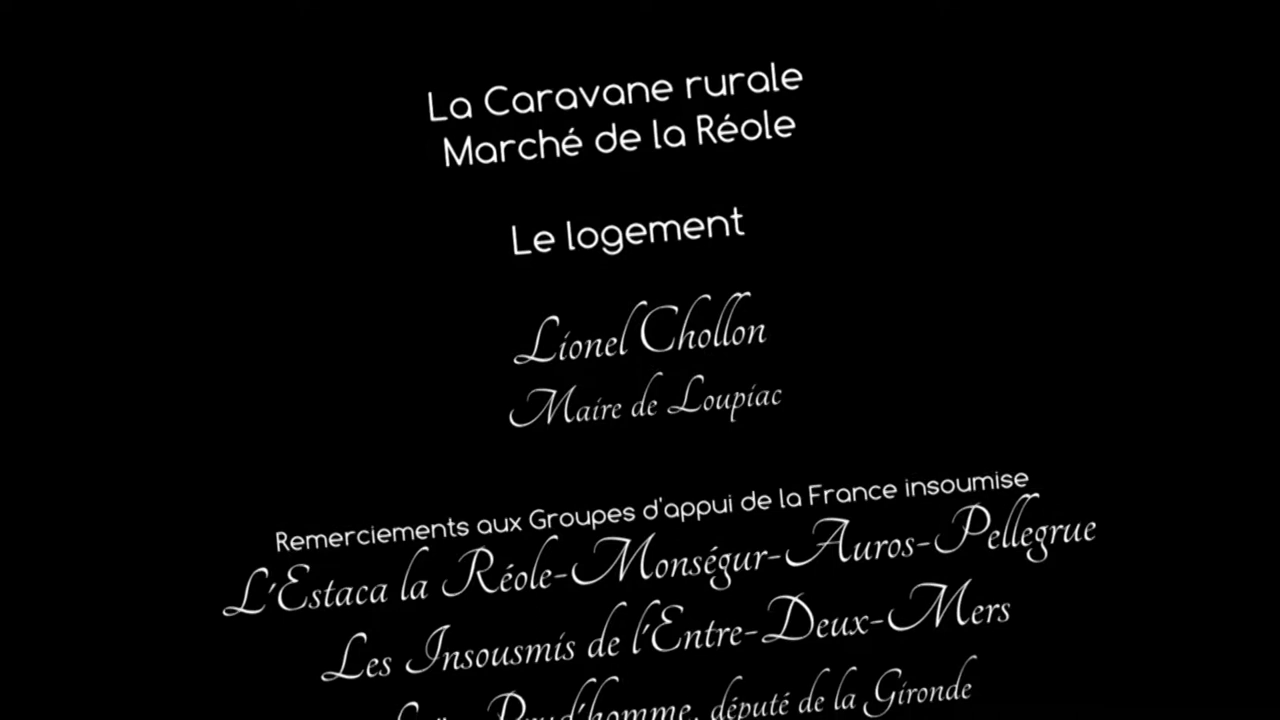 La Caravane rurale
Marché de la Réole
Le logement
Lionel Chollon
Maire de Loupiac
Remerciements aux Groupes d'appui de la France insoumise
L'Estaca la Réole-Monségur-Auros-Pellegrue
Les Insousmis de l'Entre-Deux-Mers
Prud'homme, député de la Gironde